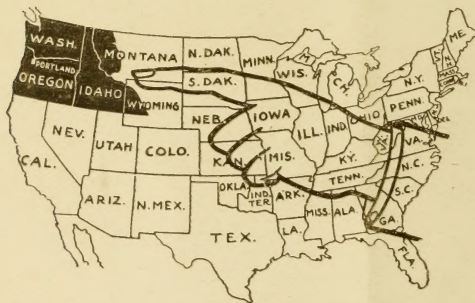 WASH.
MONTANA
N.DAK.
MINN.
ME.
PORTLAND
OREGON
IDAHO
S.DAK.
WIS.
MICH.
N.Y.
WYOMING
NEB.
IOWA
PENN.
NEV.
UTAH
COLO.
ILL.
IND.
OHIO
CAL.
KAN.
MIS.
KY.
VA.
ARIZ.
N.MEX.
OKLA.
IND.
TER.
ARK.
TENN.
N.C.
S.C.
TEX.
LA.
MISS.
ALA.
GA.
FLA.